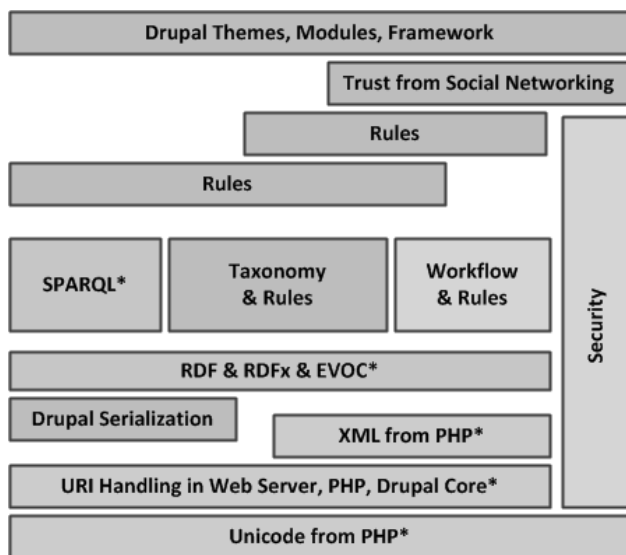 Drupal Themes, Modules, Framework
Trust from Social Networking
Rules
Rules
SPARQL*
Taxonomy
& Rules
Workflow
& Rules
Security
RDF & RDFx & EVOC*
Drupal Serialization
XML from PHP*
URI Handling in Web Server, PHP, Drupal Core*
Unicode from PHP*